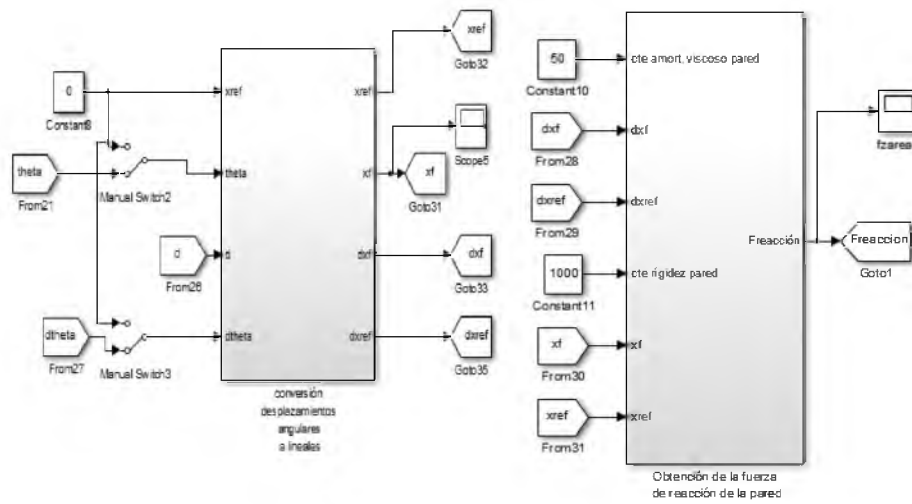 0
Constant8
theta
From21
Manual Switch2
d
From26
dtheta
From27
Manual Switch3
xref
theta
d
dtheta
xref
xf
dxf
dxref
conversión
desplazamientos
angulares
a lineales
xref
Goto32
Scope5
xf
Goto31
dxf
Goto33
dxref
Goto35
50
Constant10
dxf
From28
dxref
From29
1000
Constant11
xf
From30
xref
From31
cte amort, viscoso pared
dxf
dxref
cte rigidez pared
xf
xref
Freacción
Obtención de la fuerza
de reacción de la pared
fzarea
Freaccion
Goto1